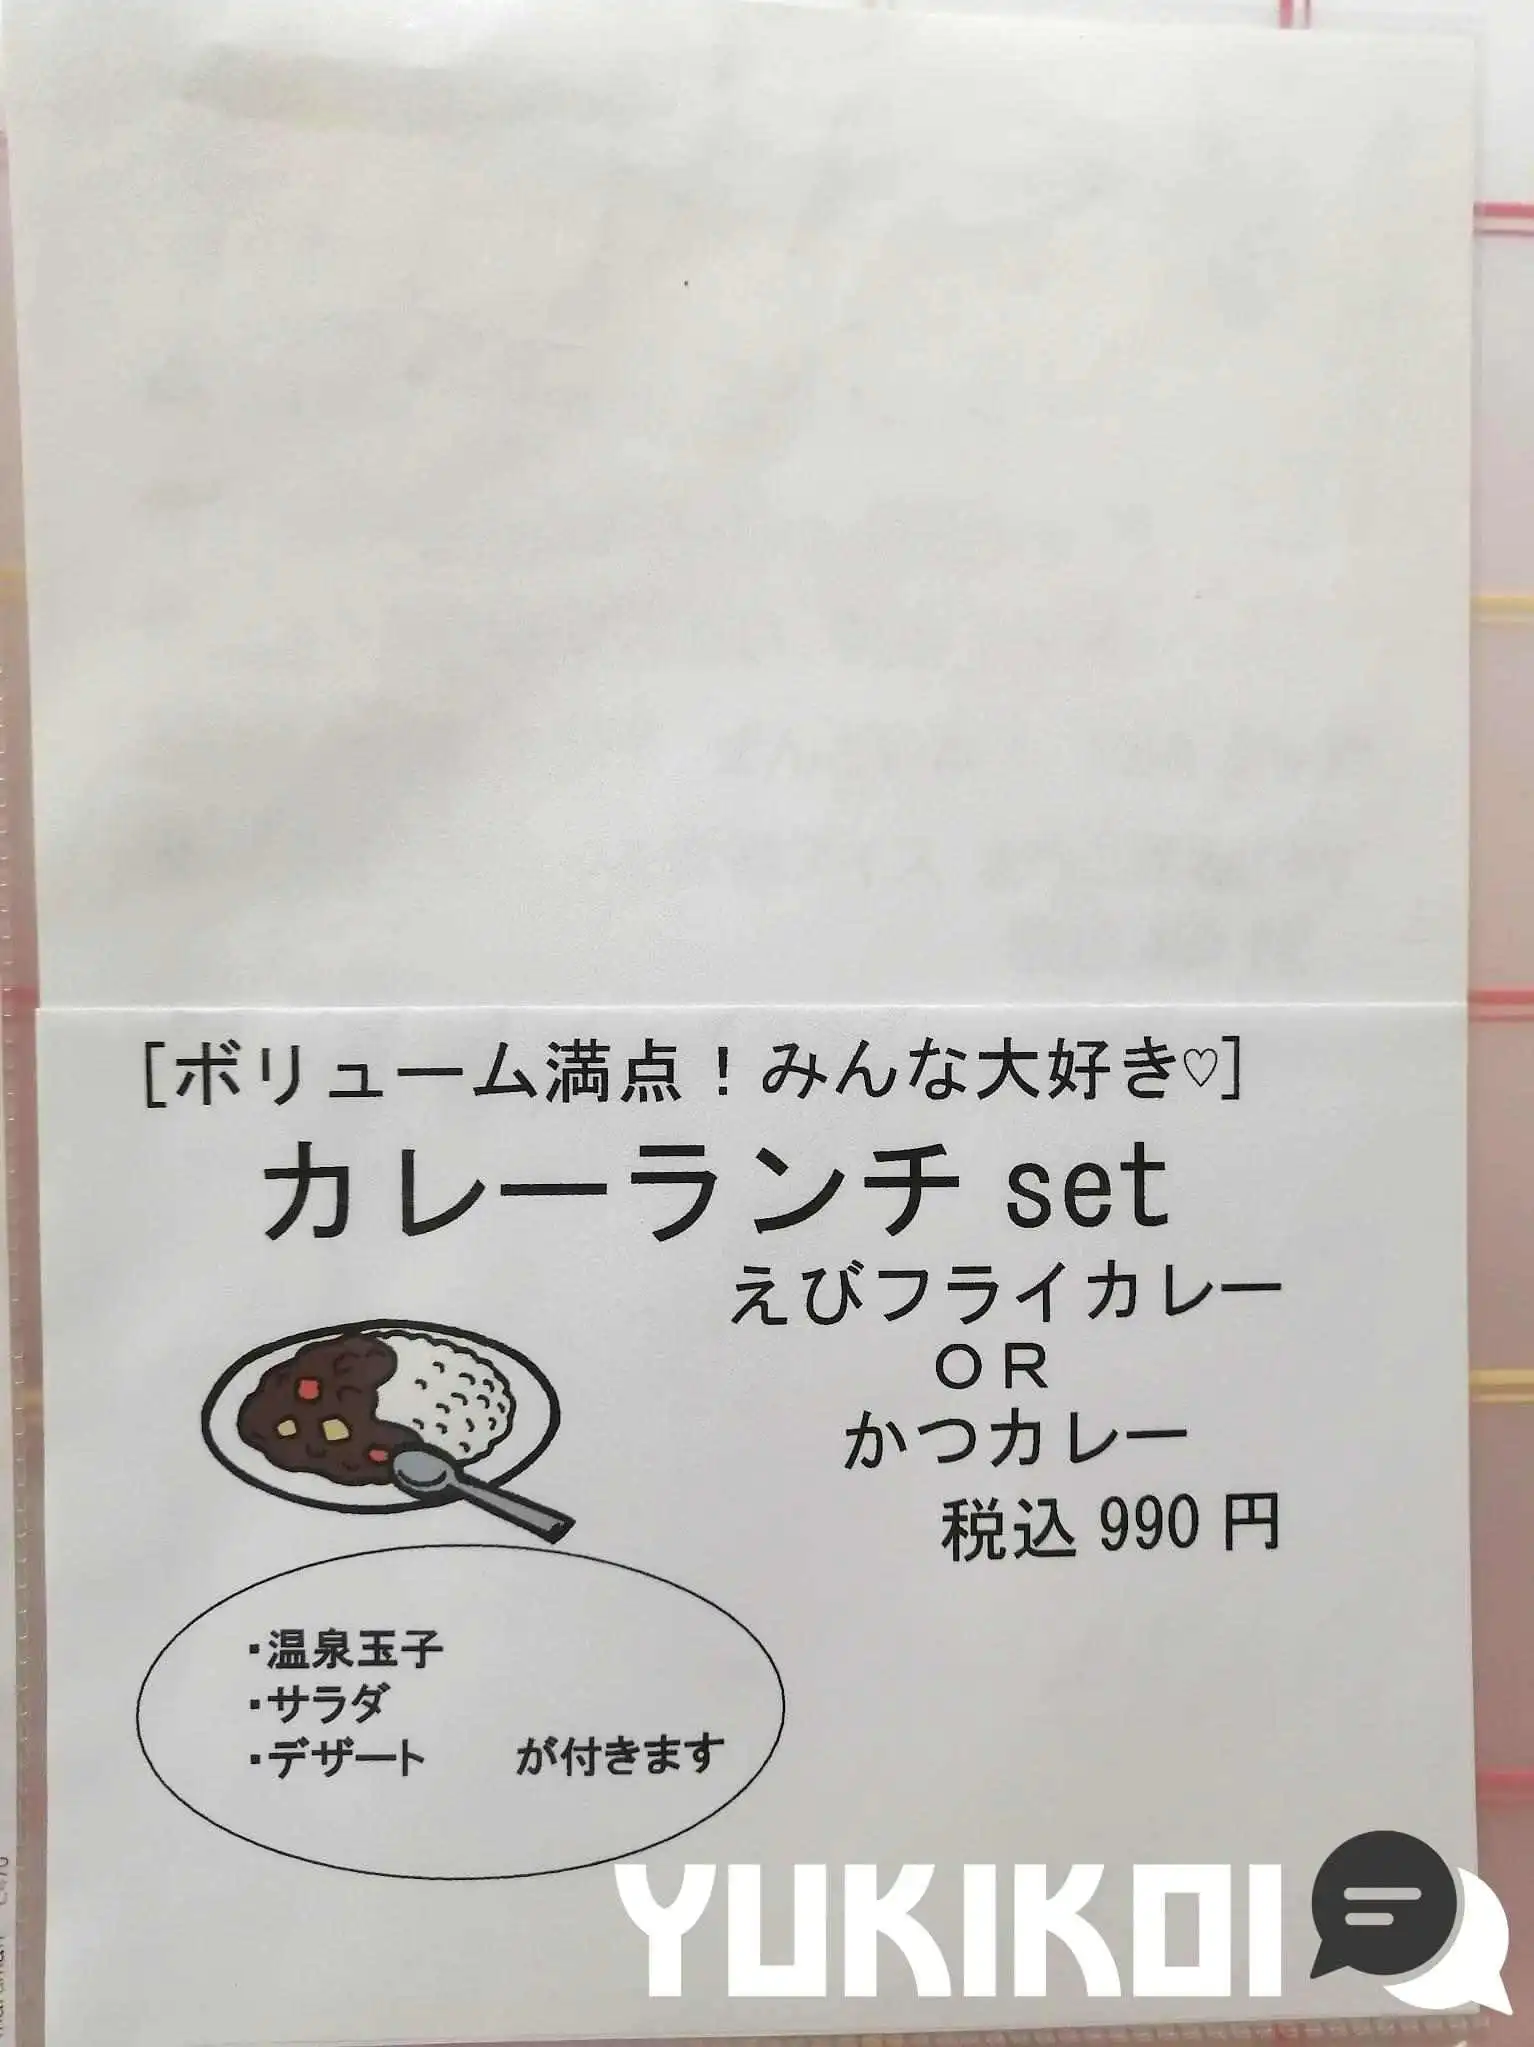 [ボリューム満点！みんな大好き♡]
カレーランチ set
えびフライカレー
ＯＲ
かつカレー
税込 990 円
・温泉玉子
・サラダ
・デザート　　が付きます
YUKIKOI